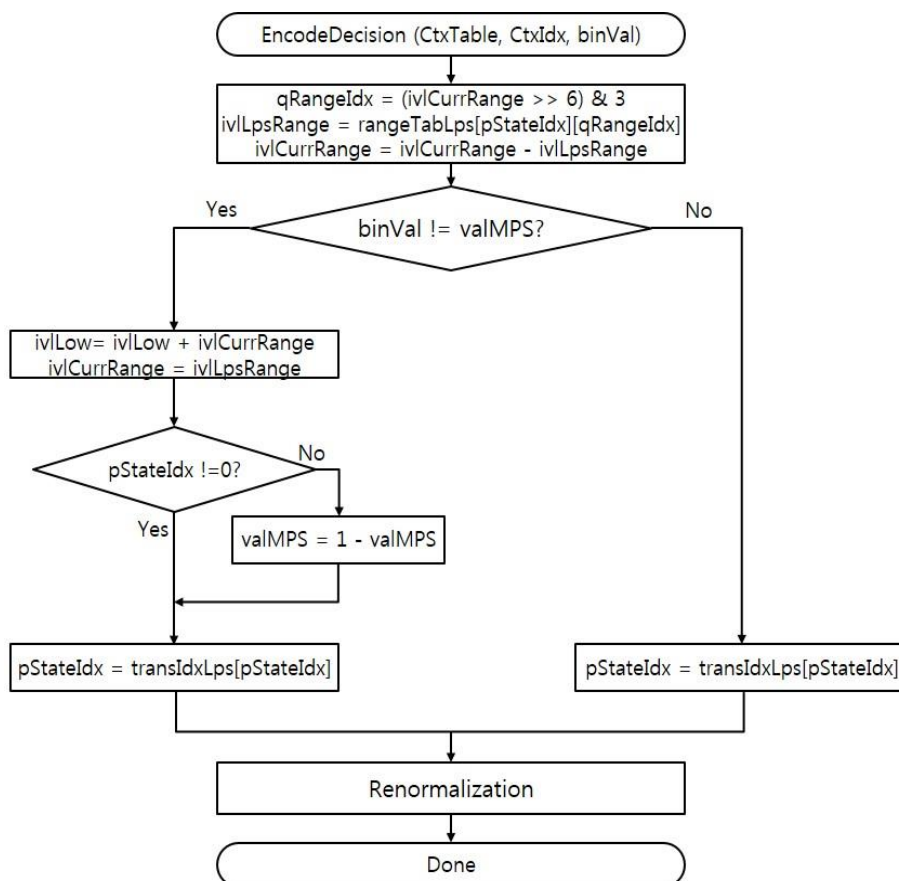 EncodeDecision (CtxTable, CtxIdx, binVal)
qRangeIdx = (ivlCurrRange >> 6) & 3
ivlLpsRange = rangeTabLps[pStateIdx][qRangeIdx]
ivlCurrRange = ivlCurrRange - ivlLpsRange
Yes
binVal != valMPS?
No
ivlLow= ivlLow + ivlCurrRange
ivlCurrRange = ivlLpsRange
pStateIdx !=0?
No
Yes
valMPS = 1 - valMPS
pStateIdx = transIdxLps[pStateIdx]
pStateIdx = transIdxLps[pStateIdx]
Renormalization
Done